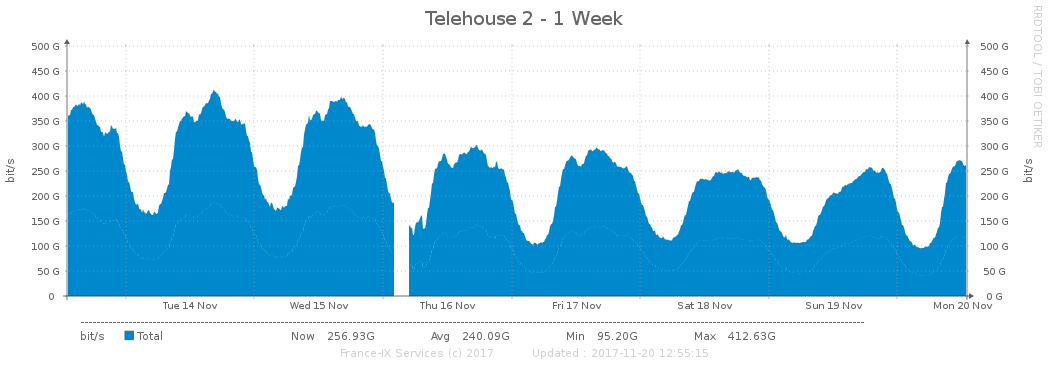 Telehouse 2 - 1 Week
RRDTOOL / TOBI OETIKER
500 G 500 G
450 G 450 G
400 G 400 G
350 G 350 G
300 G 300 G
250 G 250 G
200 G 200 G
150 G 150 G
100 G 100 G
50 G 50 G
0 0 G
bit/s bit/s
Tue 14 Nov Wed 15 Nov Thu 16 Nov Fri 17 Nov Sat 18 Nov Sun 19 Nov Mon 20 Nov
bit/s Total Now 256.93G Avg 240.09G Min 95.20G Max 412.63G
France-IX Services (c) 2017 Updated : 2017-11-20 12:55:15